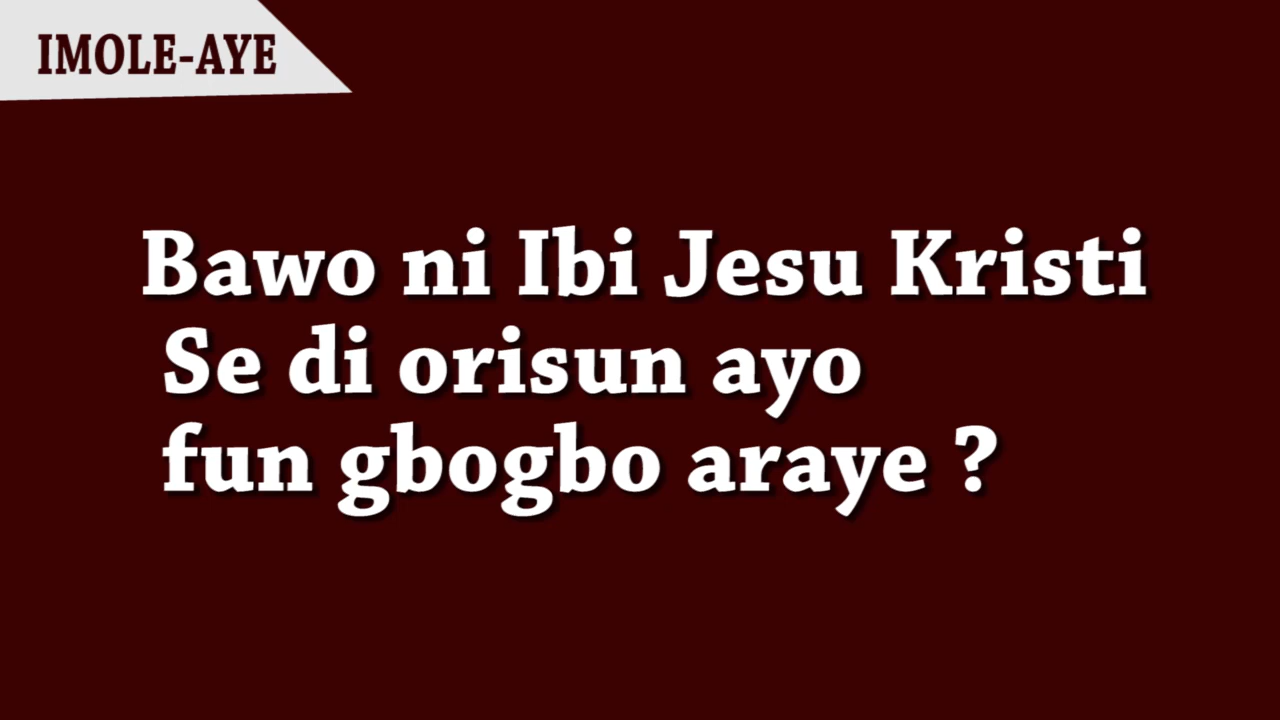 IMOLE-AYE
Bawo ni Ibi Jesu Kristi
Se di orisun ayo
fun gbogbo araye ?